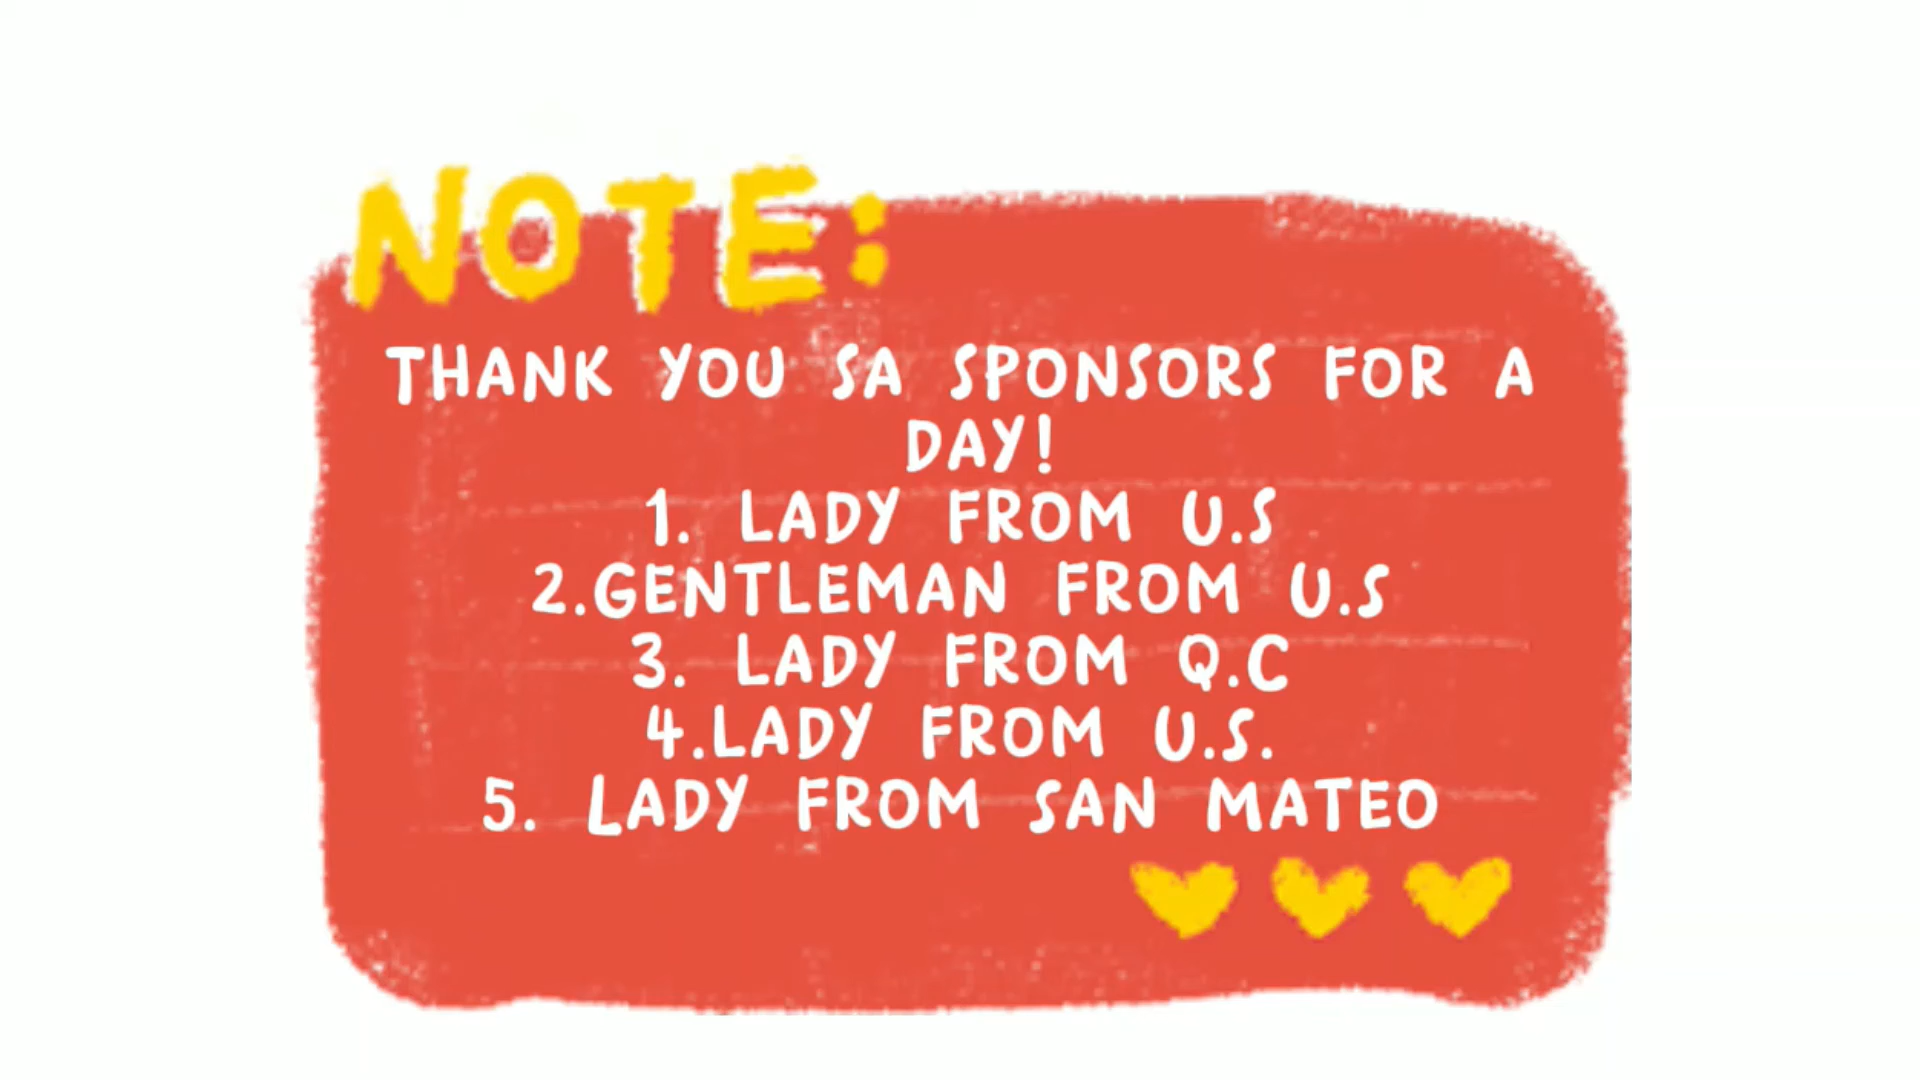 NOTE:
THANK YOU SA SPONSORS FOR A
DAY!
1. LADY FROM U.S
2.GENTLEMAN FROM U.S
3. LADY FROM Q.C
4.LADY FROM U.S.
5. LADY FROM SAN MATEO